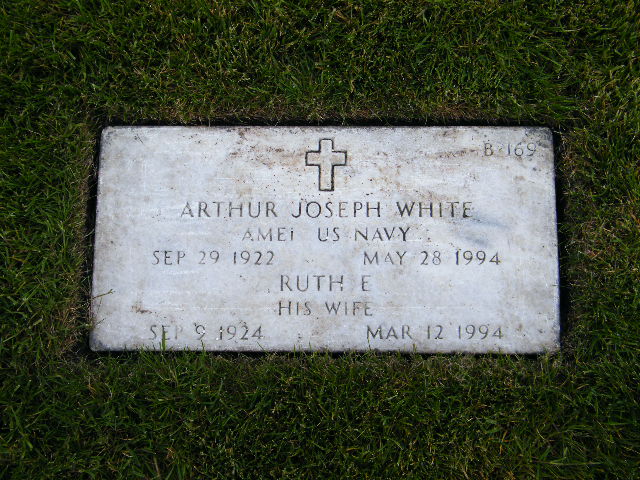 B 169
ARTHUR JOSEPH WHITE
AME1 US NAVY
SEP 29 1922 MAY 28 1994
RUTH E
HIS WIFE
SEP 9 1924 MAR 12 1994